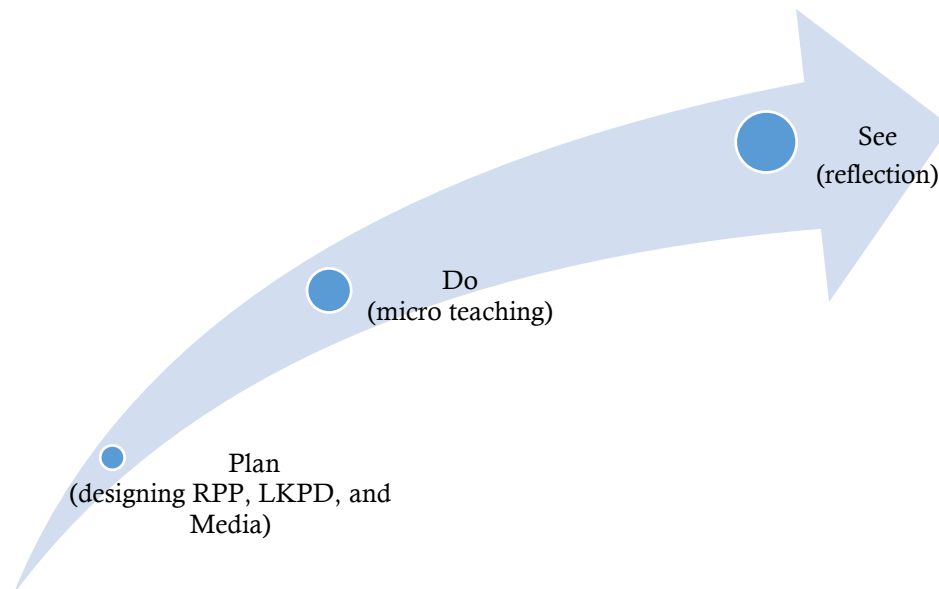 See
(reflection)
Do
(micro teaching)
Plan
(designing RPP, LKPD, and
Media)